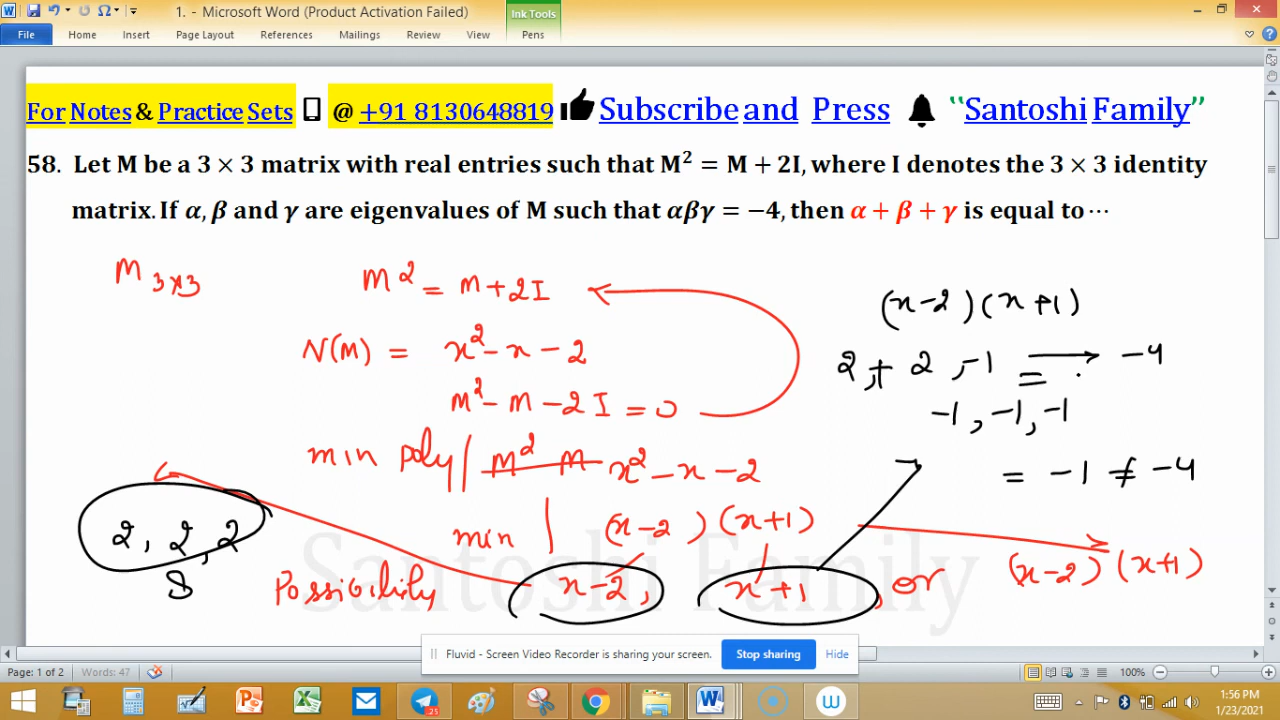 1. - Microsoft Word (Product Activation Failed)
Ink Tools
File Home Insert Page Layout References Mailings Review View Pens
For Notes & Practice Sets @ +91 8130648819 Subscribe and Press "Santoshi Family"
58. Let M be a 3 × 3 matrix with real entries such that M² = M + 2I, where I denotes the 3 × 3 identity
matrix. If α, β and γ are eigenvalues of M such that αβγ = −4, then α + β + γ is equal to ⋯
M 3×3
M² = M + 2I
N(M) = x² - x - 2
M² - M - 2I = 0
min poly | M² M x² - x - 2
min | (x-2) (x+1)
Possibility x-2, x+1, or (x-2) (x+1)
2, 2, 2
8
(x-2)(x+1)
2, + 2, -1 = → -4
-1, -1, -1
= -1 ≠ -4
Santoshi Family
Fluvid - Screen Video Recorder is sharing your screen. Stop sharing Hide
Page: 1 of 2 Words: 47 100%
25
1:56 PM
1/23/2021